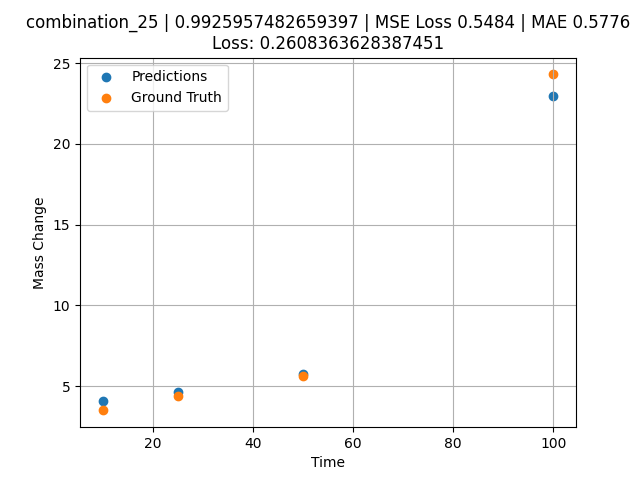 combination_25 | 0.9925957482659397 | MSE Loss 0.5484 | MAE 0.5776
Loss: 0.2608363628387451
Predictions
Ground Truth
25
20
15
10
5
Mass Change
20
40
60
80
100
Time